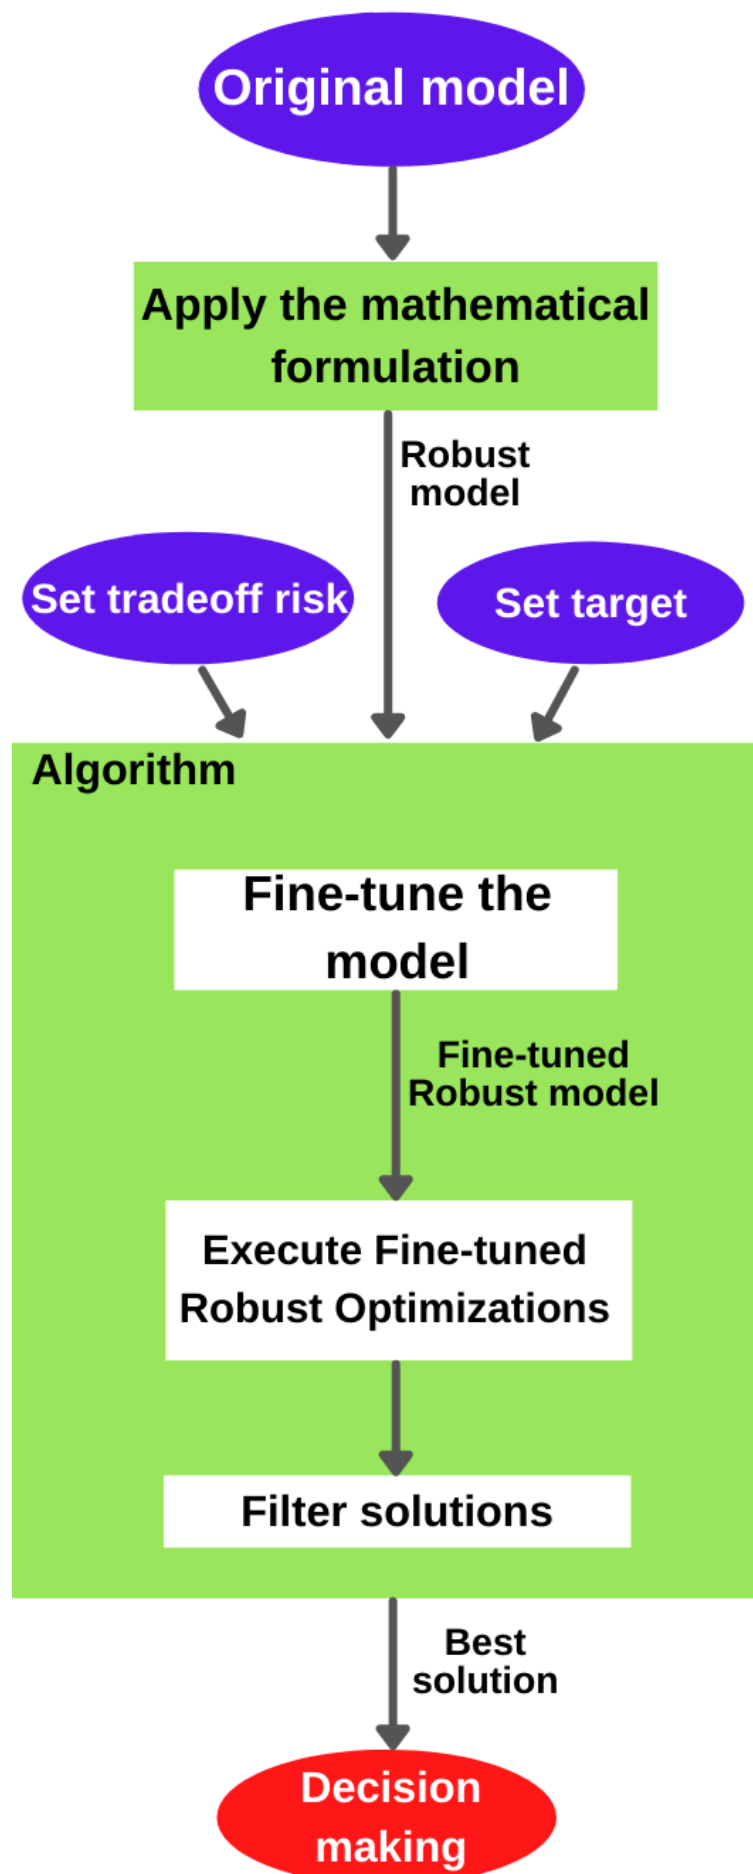 Original model
Apply the mathematical
formulation
Robust
model
Set tradeoff risk
Set target
Algorithm
Fine-tune the
model
Fine-tuned
Robust model
Execute Fine-tuned
Robust Optimizations
Filter solutions
Best
solution
Decision
making